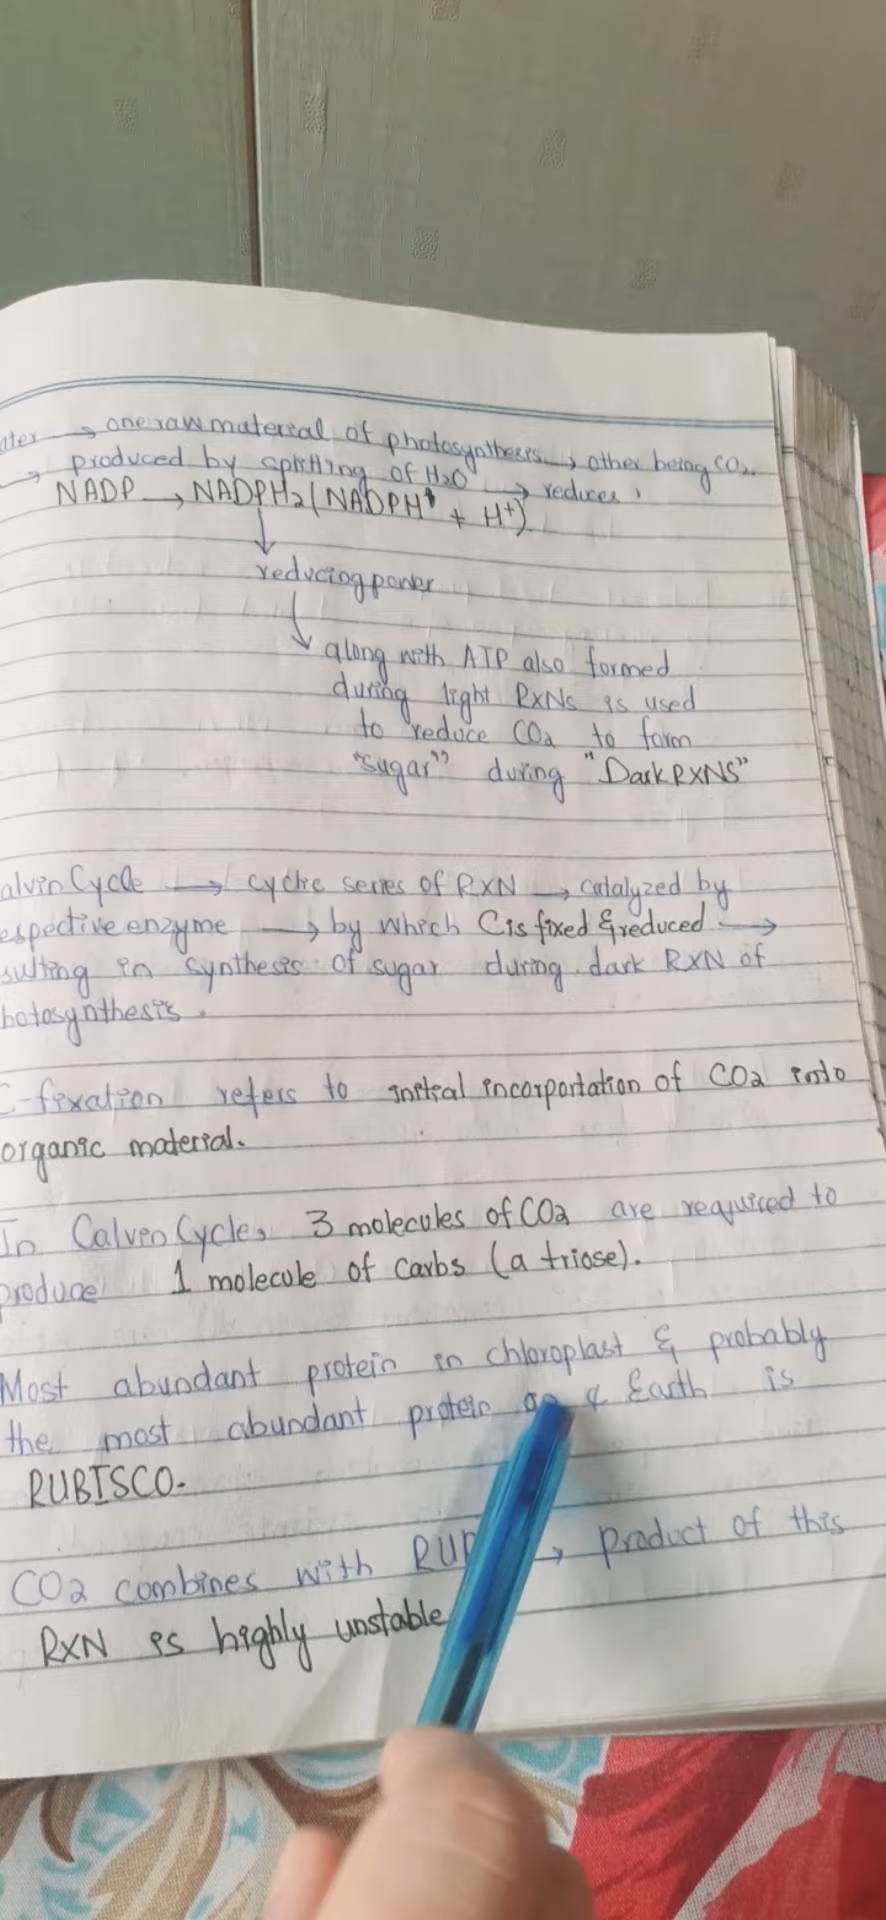 ater → one raw material of photosynthesis → other being CO2.
→ produced by splitting of H2O → reduces
NADP → NADPH2 (NADPH + H+)
↓
reducing power
↓
along with ATP also formed
during light RXNs is used
to reduce CO2 to form
"sugar" during "Dark RXNS"
alvin Cycle → cyclic series of RXN → catalyzed by
espective enzyme → by which C is fixed & reduced →
sulting in synthesis of sugar during dark RXN of
hotosynthesis.
C-fixation refers to initial incorportation of CO2 into
organic material.
In Calven Cycle, 3 molecules of CO2 are required to
produce 1 molecule of carbs (a triose).
Most abundant protein in chloroplast & probably
the most abundant protein Earth is
RUBISCO.
CO2 combines with → product of this
RXN is highly unstable